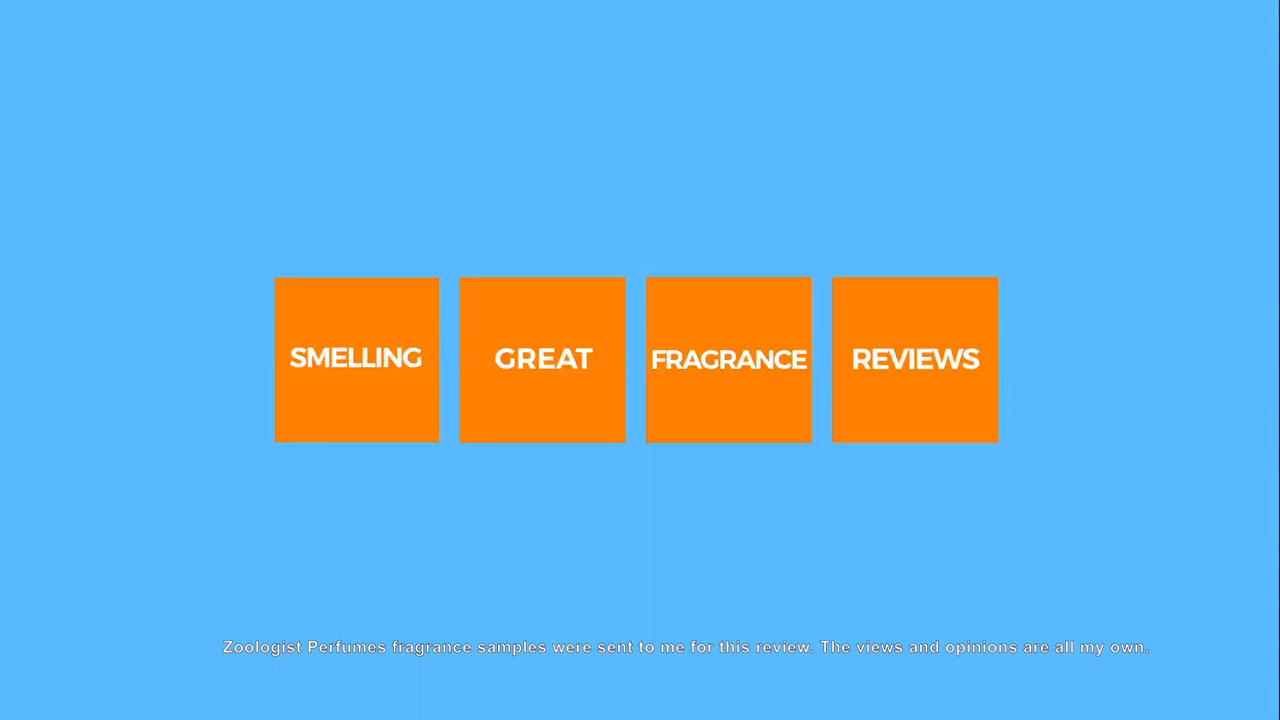 SMELLING GREAT FRAGRANCE REVIEWS
Zoologist Perfumes fragrance samples were sent to me for this review. The views and opinions are all my own.